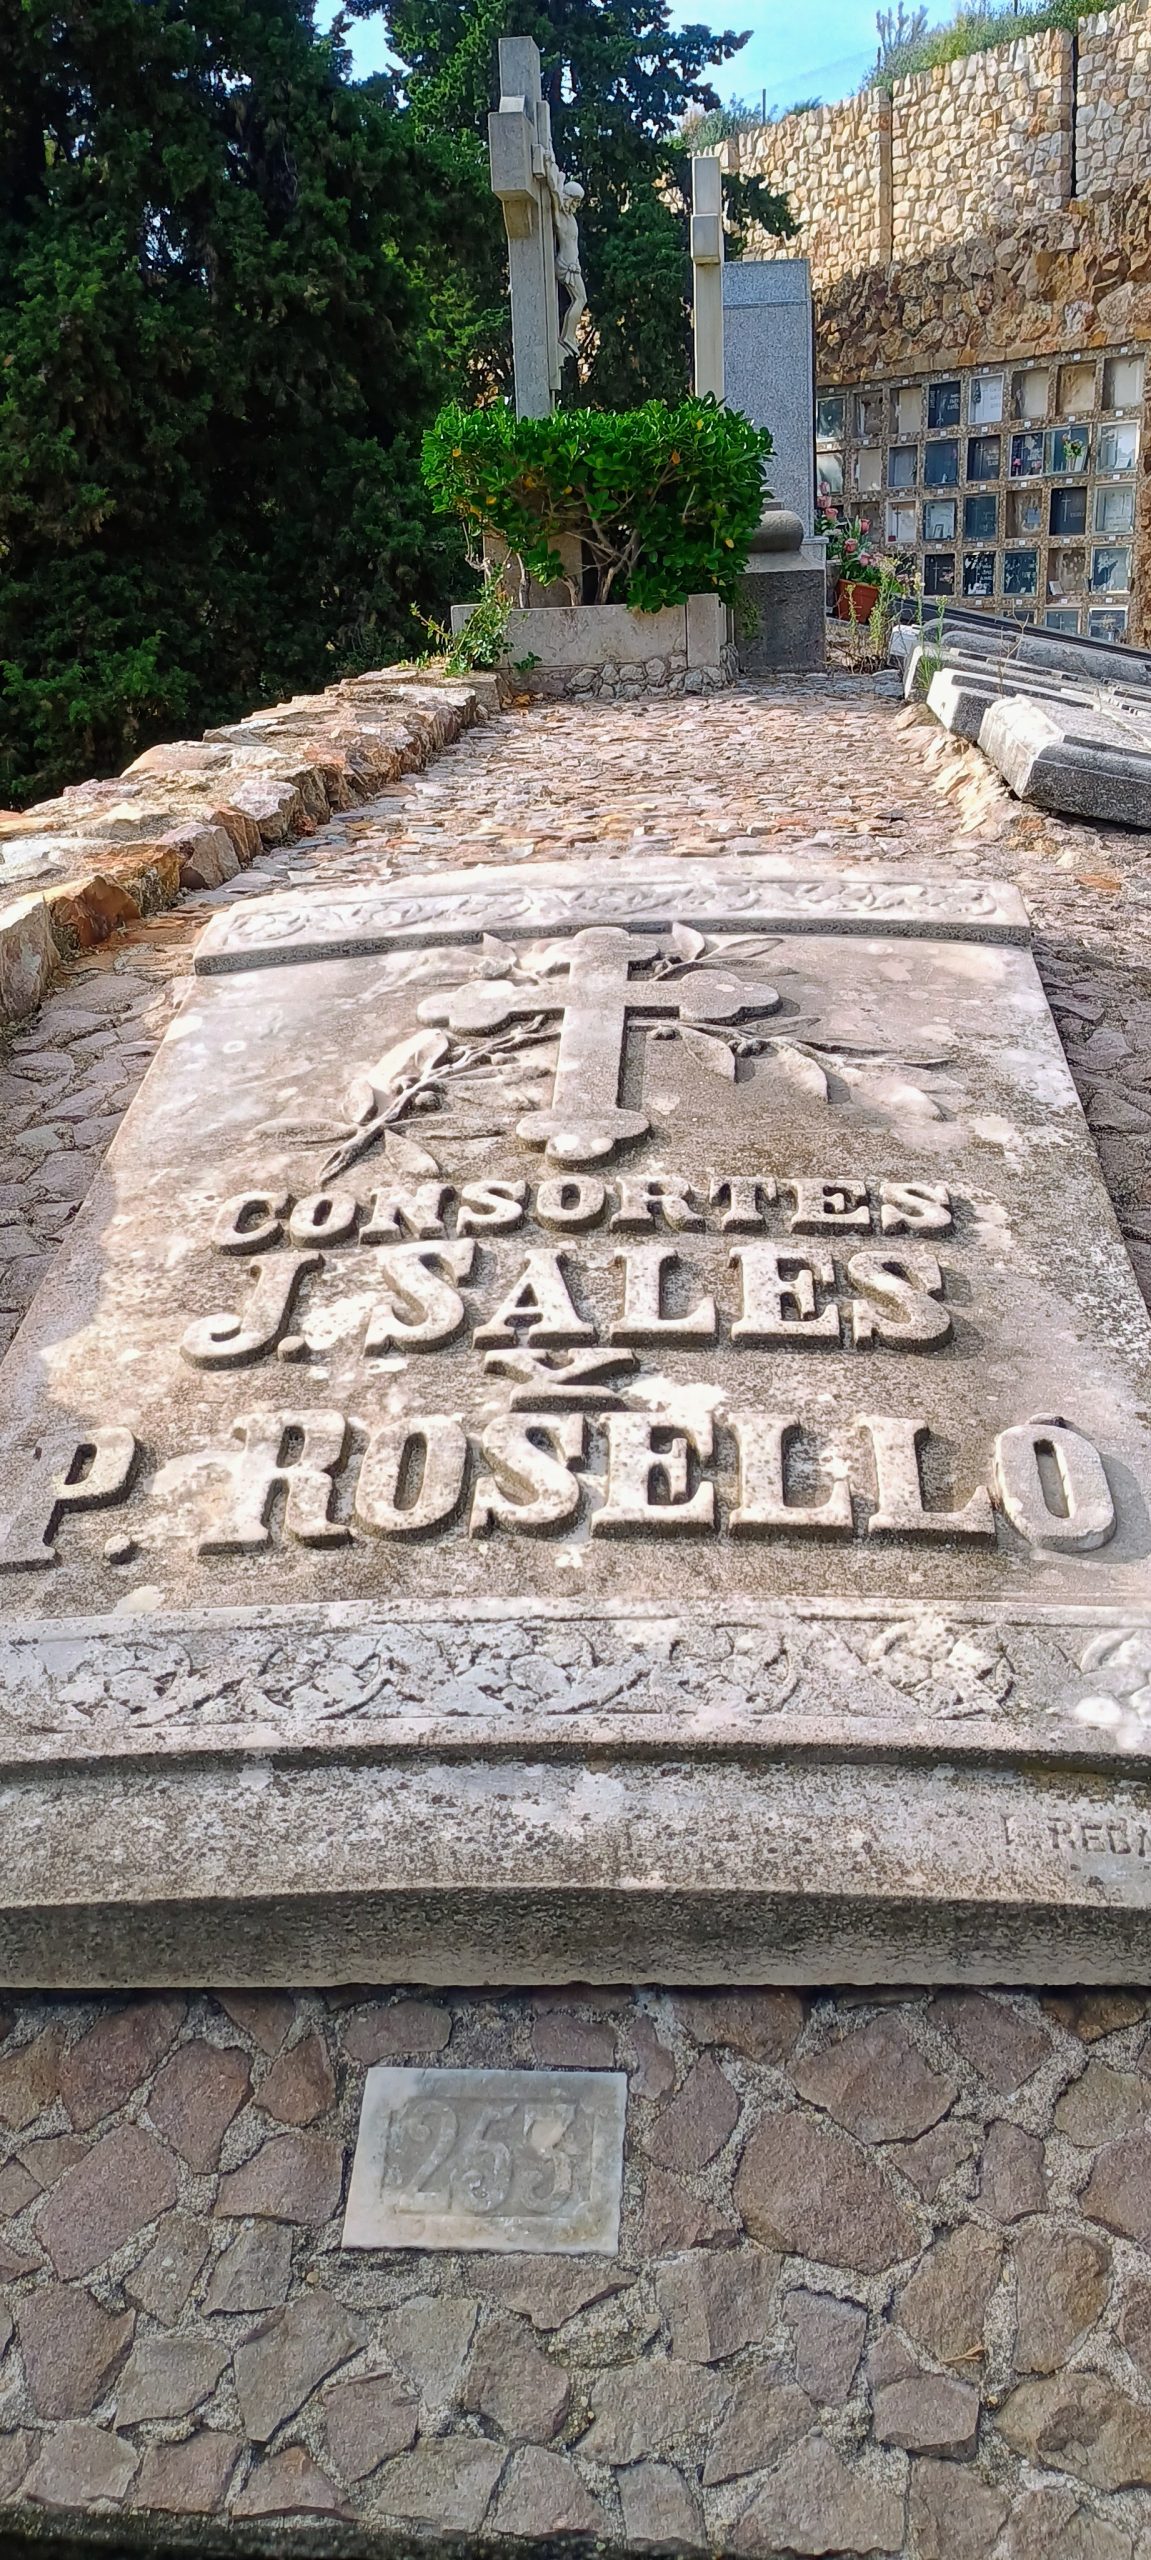 CONSORTES
J. SALES
Y
P. ROSELLÓ
253